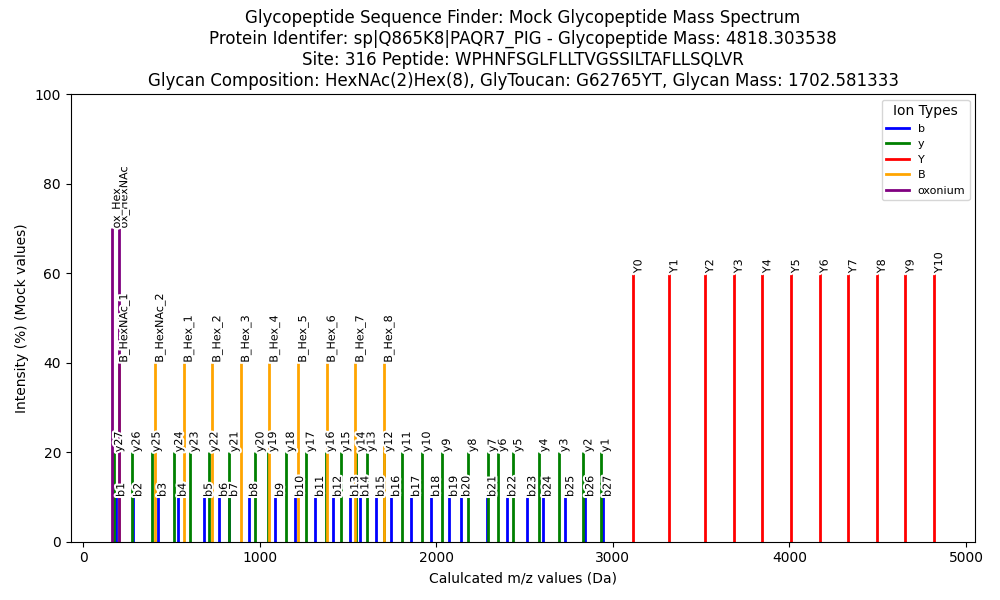 Glycopeptide Sequence Finder: Mock Glycopeptide Mass Spectrum
Protein Identifer: sp|Q865K8|PAQR7_PIG - Glycopeptide Mass: 4818.303538
Site: 316 Peptide: WPHNFSGLFLLTVGSSILTAFLLSQLVR
Glycan Composition: HexNAc(2)Hex(8), GlyToucan: G62765YT, Glycan Mass: 1702.581333
Intensity (%) (Mock values)
100
80
60
40
20
0
Ion Types
b
y
Y
B
oxonium
ox_Hex
ox_HexNAc
Y0
Y1
Y2
Y3
Y4
Y5
Y6
Y7
Y8
Y9
Y10
B_HexNAc_1
B_HexNAc_2
B_Hex_1
B_Hex_2
B_Hex_3
B_Hex_4
B_Hex_5
B_Hex_6
B_Hex_7
B_Hex_8
y27
y26
y25
y24
y23
y22
y21
y20
y19
y18
y17
y16
y15
y14
y13
y12
y11
y10
y9
y8
y7
y6
y5
y4
y3
y2
y1
b1
b2
b3
b4
b5
b6
b7
b8
b9
b10
b11
b12
b13
b14
b15
b16
b17
b18
b19
b20
b21
b22
b23
b24
b25
b26
b27
0
1000
2000
3000
4000
5000
Calulcated m/z values (Da)